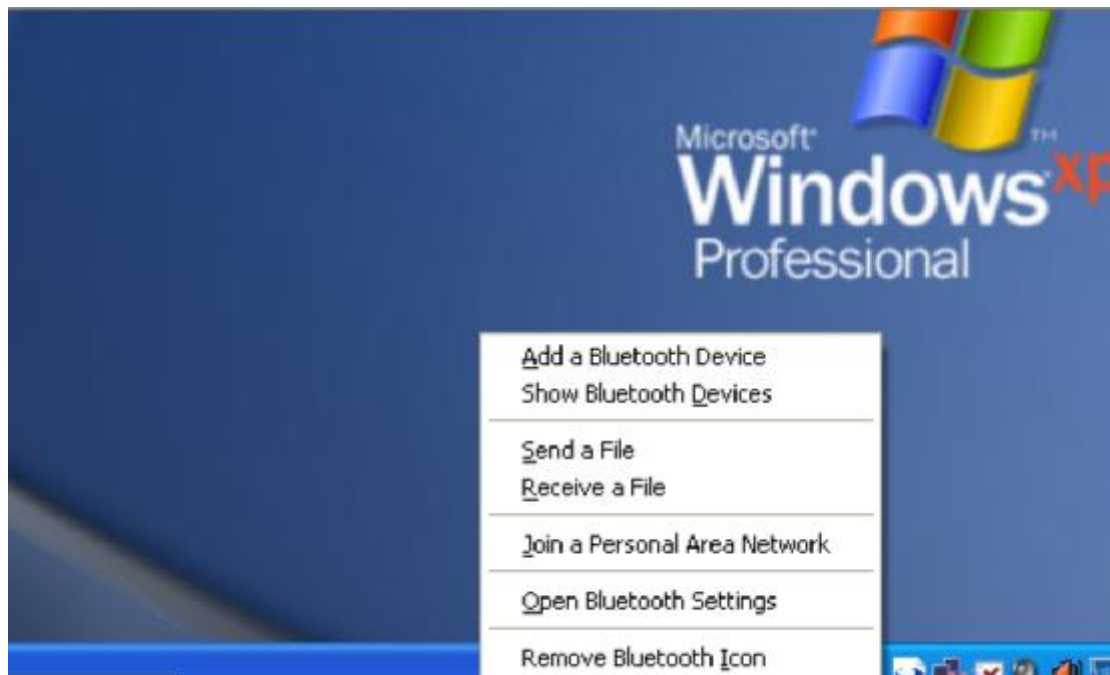 Microsoft
Windows xp
TM
Professional
Add a Bluetooth Device
Show Bluetooth Devices
Send a File
Receive a File
Join a Personal Area Network
Open Bluetooth Settings
Remove Bluetooth Icon